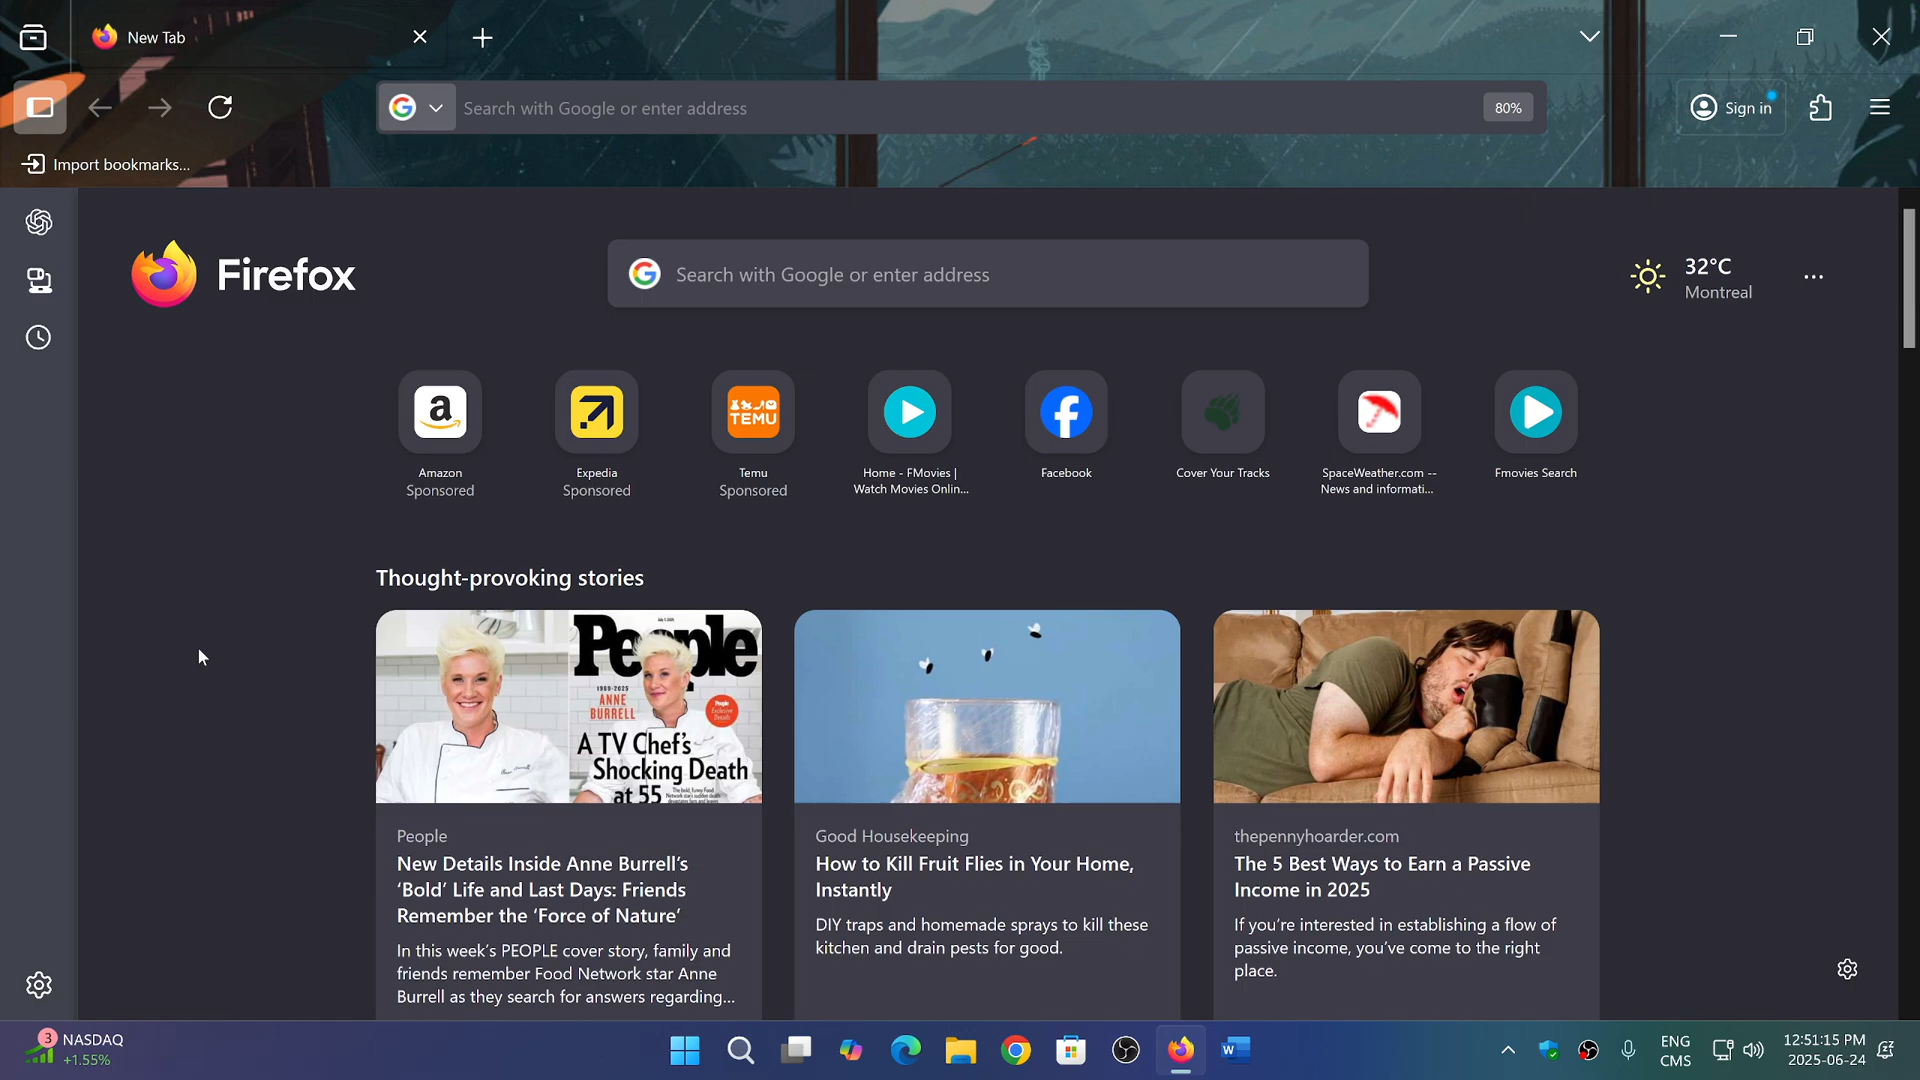 New Tab
Search with Google or enter address
80%
Sign in
Import bookmarks...
Firefox
Search with Google or enter address
32°C
Montreal
a
TEMU
Amazon
Sponsored
Expedia
Sponsored
Temu
Sponsored
Home - FMovies |
Watch Movies Onlin...
Facebook
Cover Your Tracks
SpaceWeather.com --
News and informati...
Fmovies Search
Thought-provoking stories
People
1969-2025
ANNE
BURRELL
A TV Chef's
Shocking Death
at 55
People
New Details Inside Anne Burrell's
‘Bold’ Life and Last Days: Friends
Remember the ‘Force of Nature’
In this week's PEOPLE cover story, family and
friends remember Food Network star Anne
Burrell as they search for answers regarding...
Good Housekeeping
How to Kill Fruit Flies in Your Home,
Instantly
DIY traps and homemade sprays to kill these
kitchen and drain pests for good.
thepennyhoarder.com
The 5 Best Ways to Earn a Passive
Income in 2025
If you're interested in establishing a flow of
passive income, you've come to the right
place.
3
NASDAQ
+1.55%
W
ENG
CMS
12:51:15 PM
2025-06-24